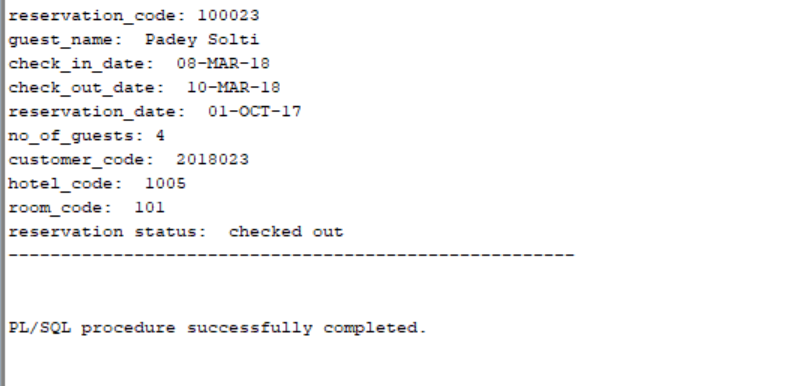 reservation_code: 100023
guest_name:  Padey Solti
check_in_date:  08-MAR-18
check_out_date:  10-MAR-18
reservation_date:  01-OCT-17
no_of_guests: 4
customer_code:  2018023
hotel_code:  1005
room_code:  101
reservation status:  checked out
------------------------------------------------------
PL/SQL procedure successfully completed.